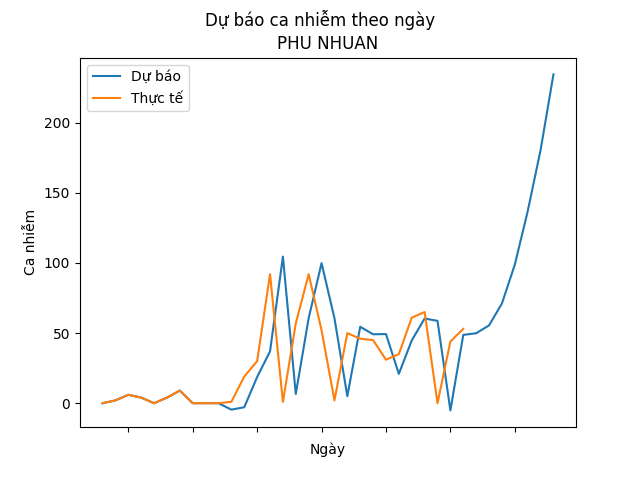 Dự báo ca nhiễm theo ngày
PHU NHUAN
Dự báo
Thực tế
Ca nhiễm
200
150
100
50
0
Ngày